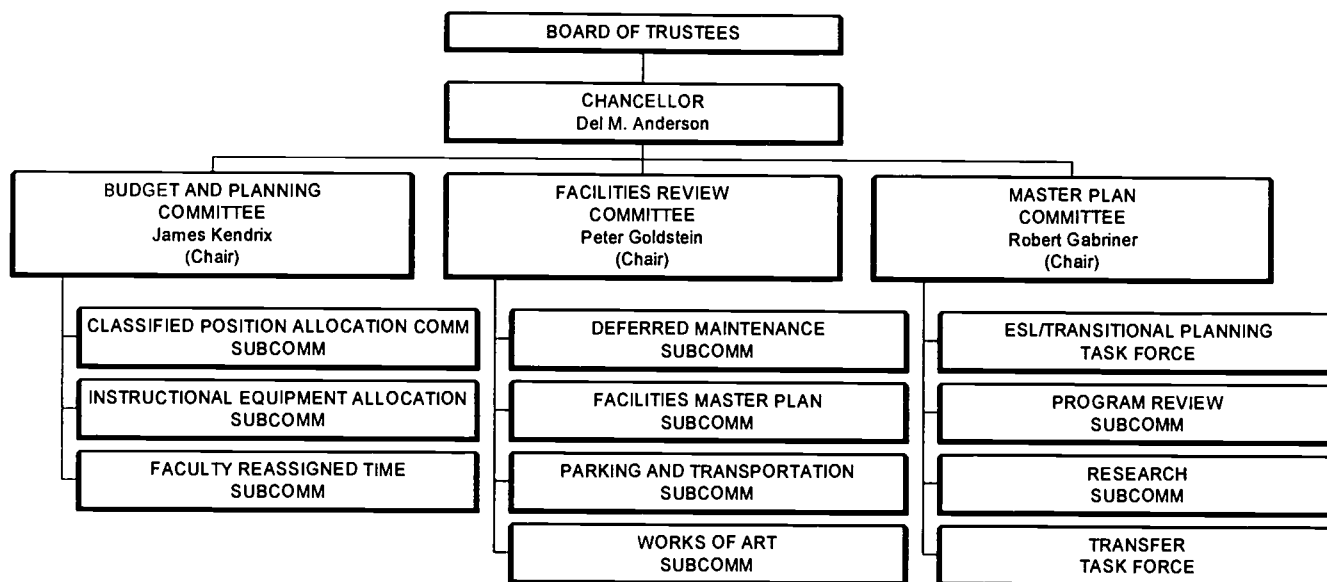 BOARD OF TRUSTEES
CHANCELLOR
Del M. Anderson
BUDGET AND PLANNING
COMMITTEE
James Kendrix
(Chair)
FACILITIES REVIEW
COMMITTEE
Peter Goldstein
(Chair)
MASTER PLAN
COMMITTEE
Robert Gabriner
(Chair)
CLASSIFIED POSITION ALLOCATION COMM
SUBCOMM
INSTRUCTIONAL EQUIPMENT ALLOCATION
SUBCOMM
FACULTY REASSIGNED TIME
SUBCOMM
DEFERRED MAINTENANCE
SUBCOMM
FACILITIES MASTER PLAN
SUBCOMM
PARKING AND TRANSPORTATION
SUBCOMM
WORKS OF ART
SUBCOMM
ESL/TRANSITIONAL PLANNING
TASK FORCE
PROGRAM REVIEW
SUBCOMM
RESEARCH
SUBCOMM
TRANSFER
TASK FORCE